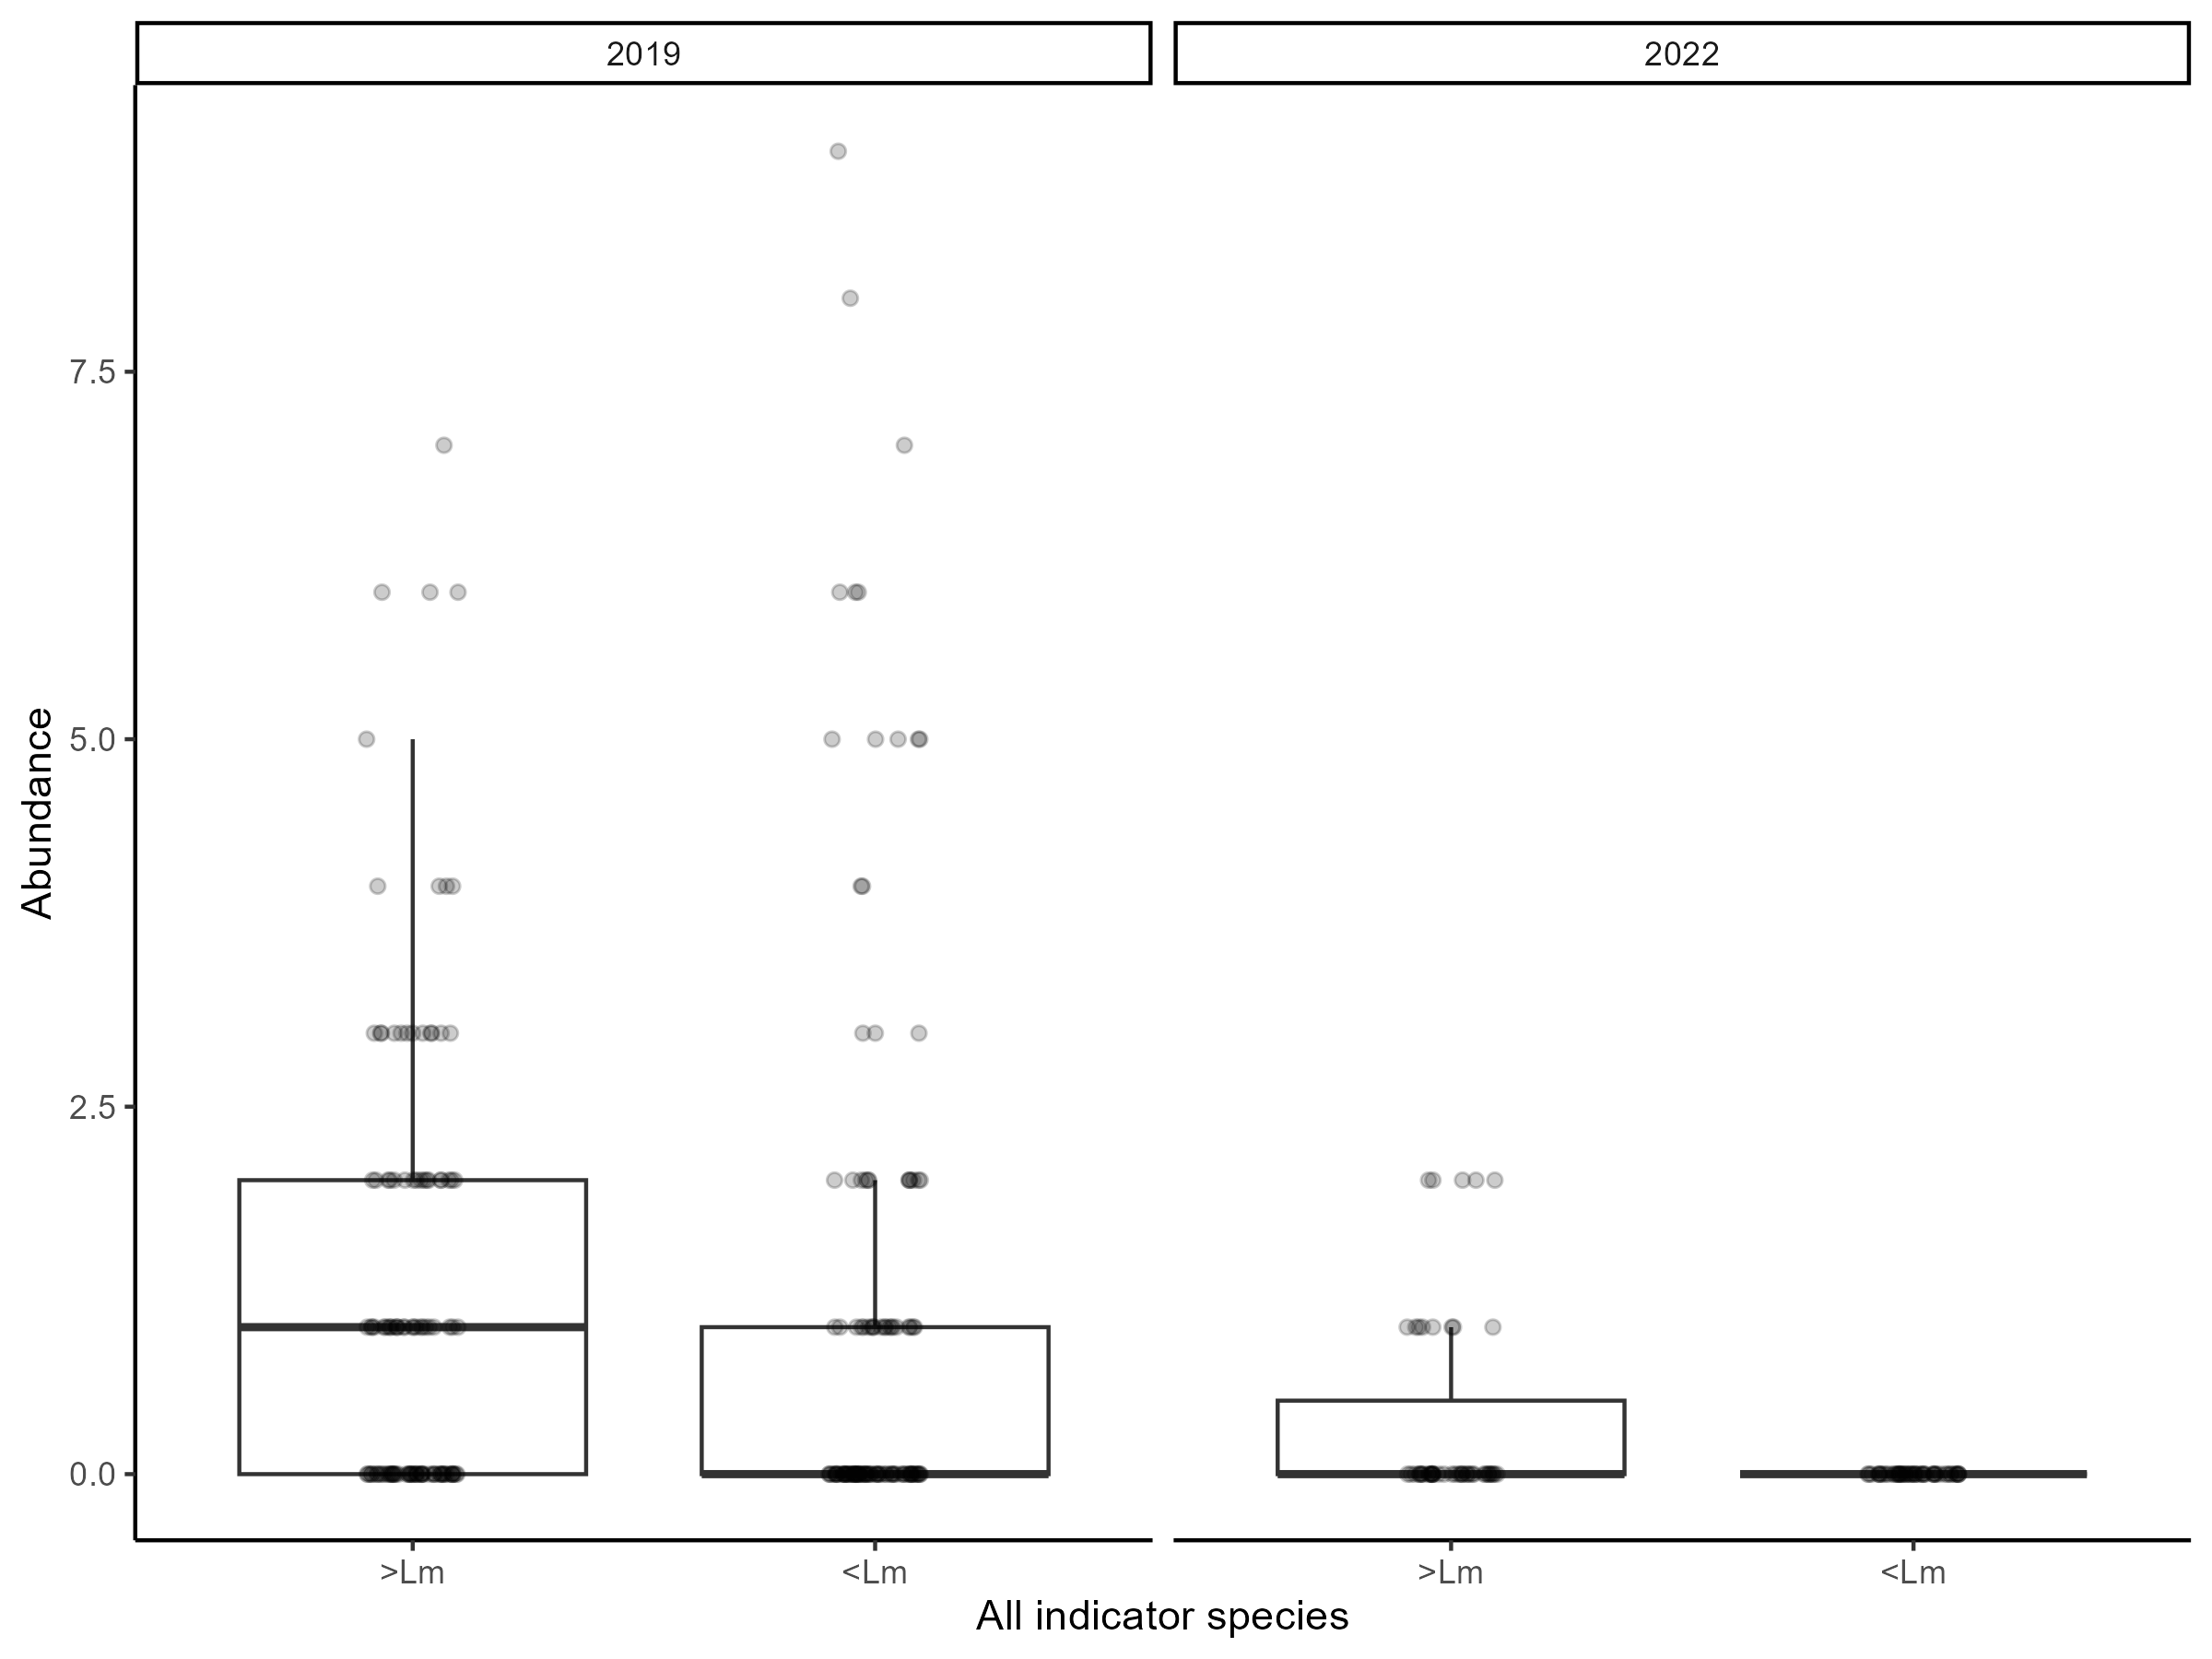 2019
2022
Abundance
7.5
5.0
2.5
0.0
>Lm
<Lm
>Lm
<Lm
All indicator species